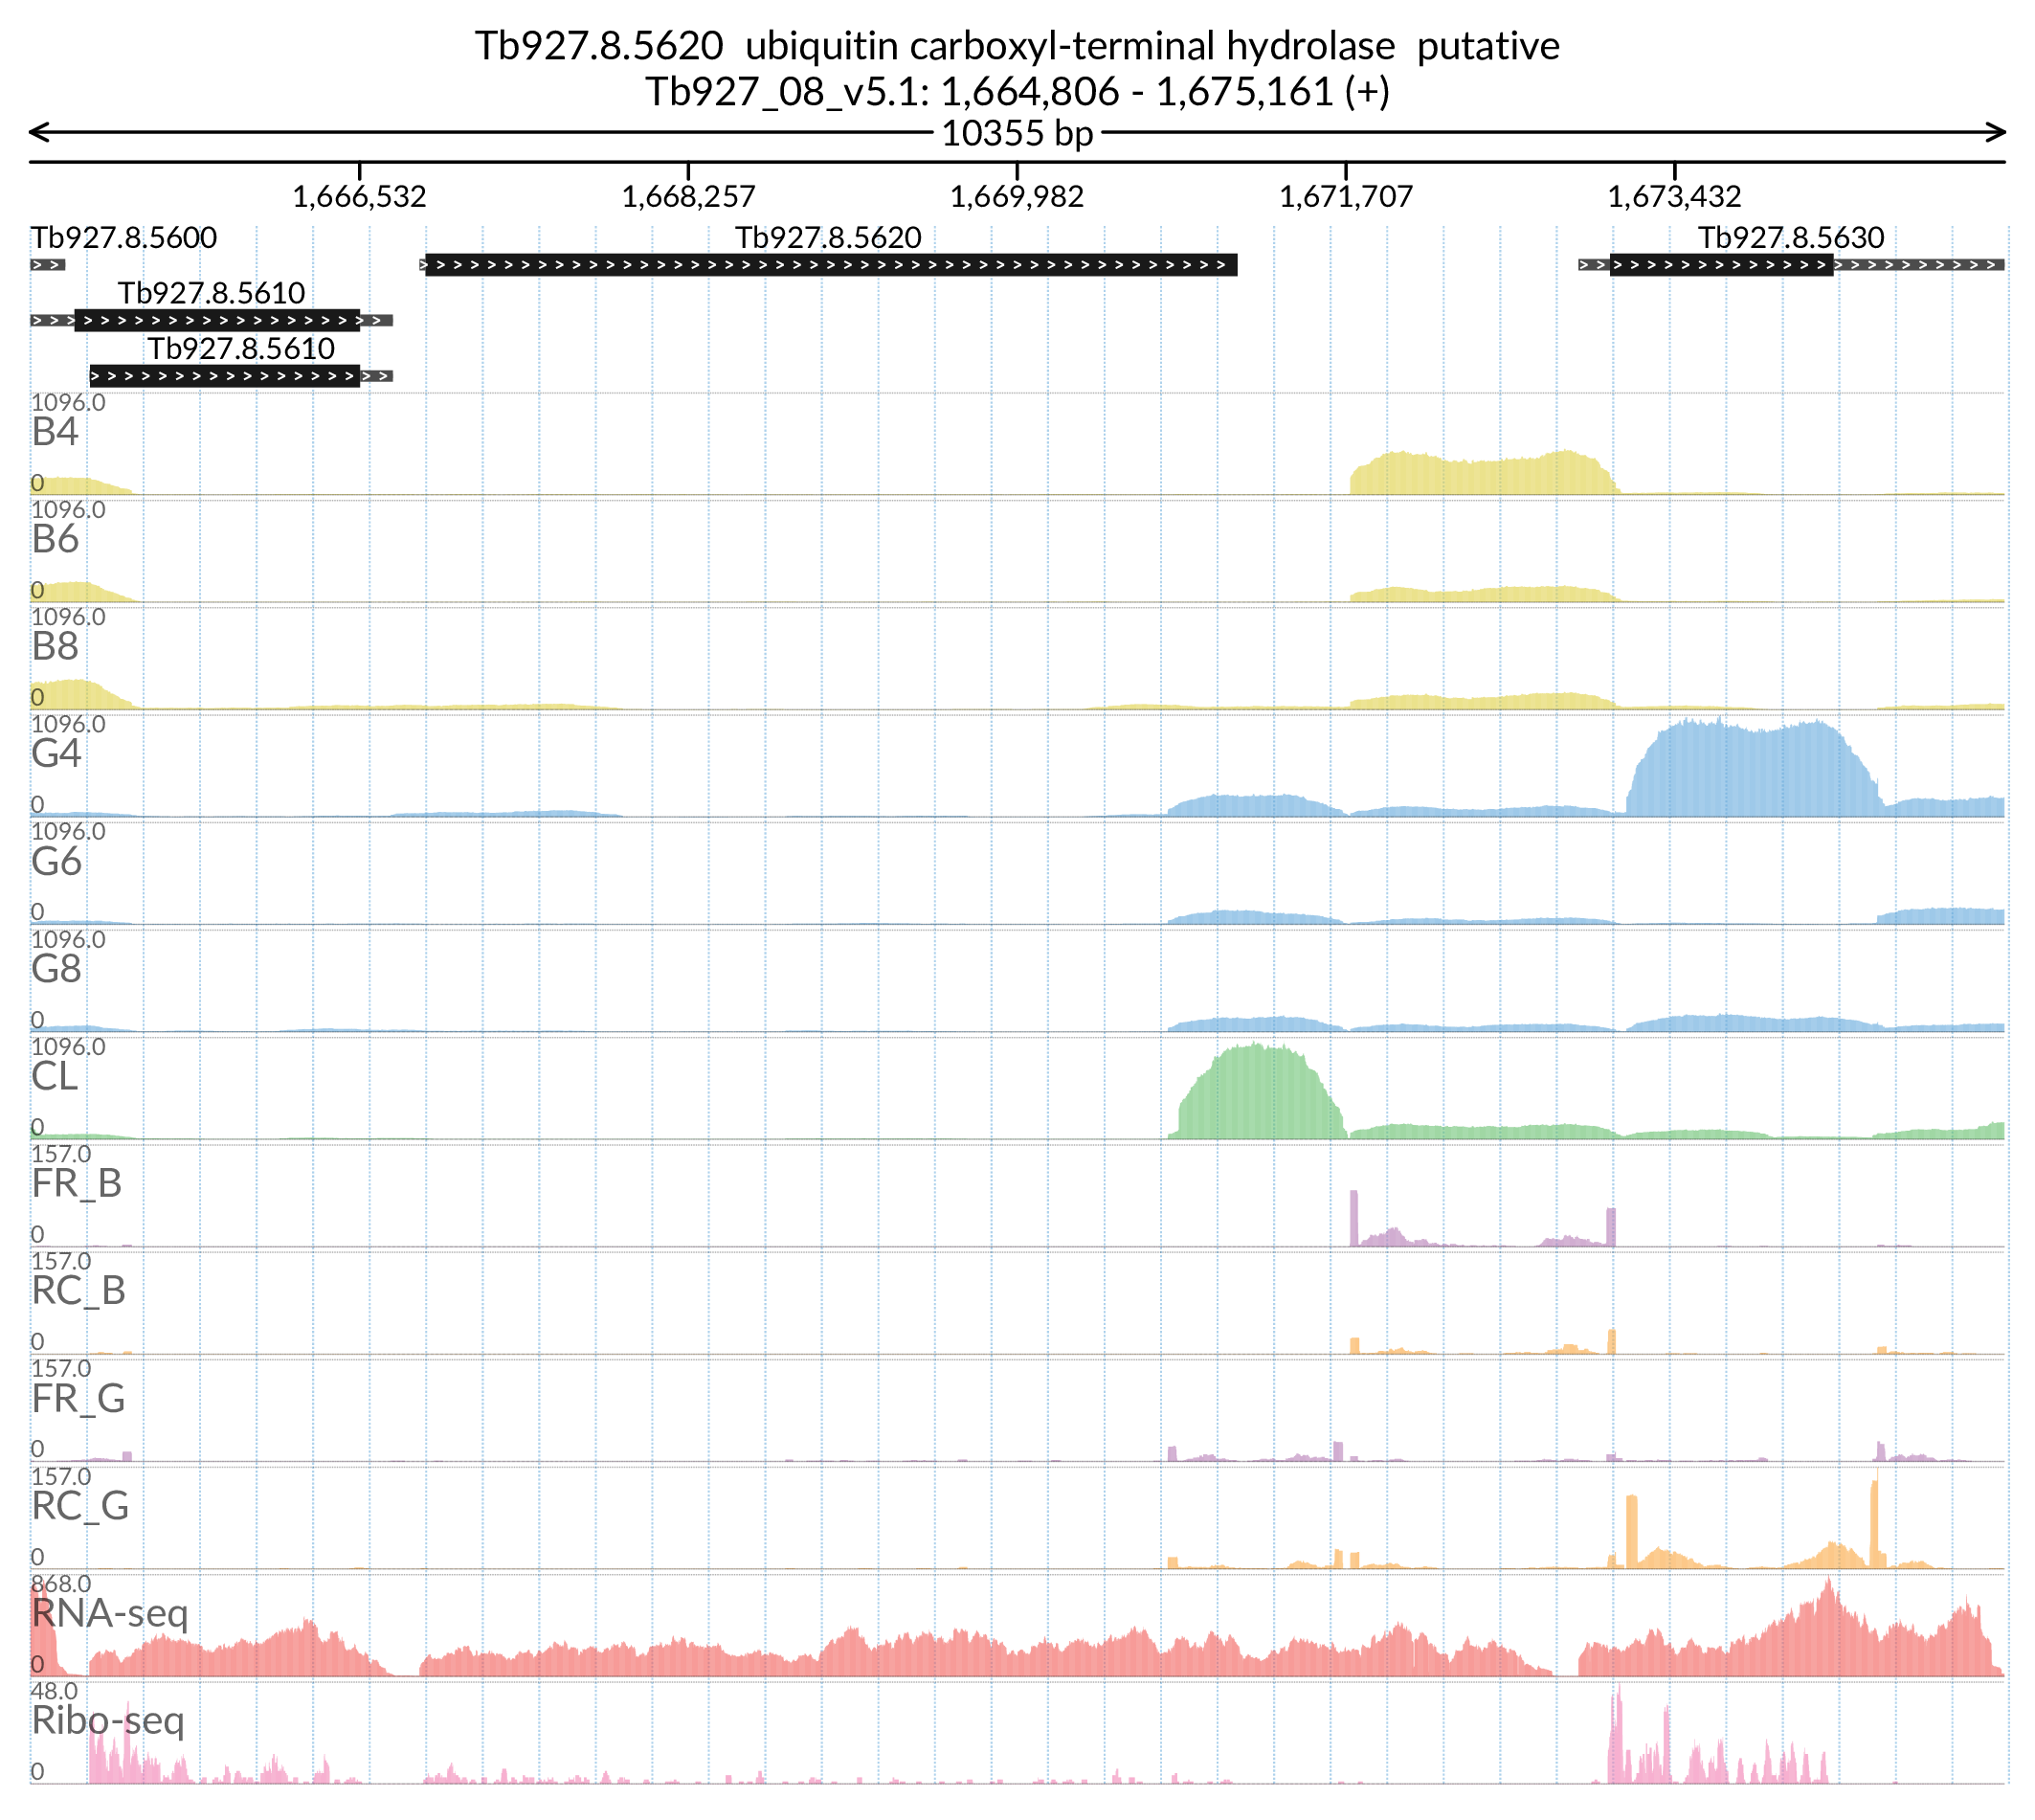 Tb927.8.5620 ubiquitin carboxyl-terminal hydrolase putative
Tb927_08_v5.1: 1,664,806 - 1,675,161 (+)
10355 bp
1,666,532 1,668,257 1,669,982 1,671,707 1,673,432
Tb927.8.5600 Tb927.8.5620 Tb927.8.5630
Tb927.8.5610
Tb927.8.5610
1096.0
B4
0
1096.0
B6
0
1096.0
B8
0
1096.0
G4
0
1096.0
G6
0
1096.0
G8
0
1096.0
CL
0
157.0
FR_B
0
157.0
RC_B
0
157.0
FR_G
0
157.0
RC_G
0
868.0
RNA-seq
0
48.0
Ribo-seq
0